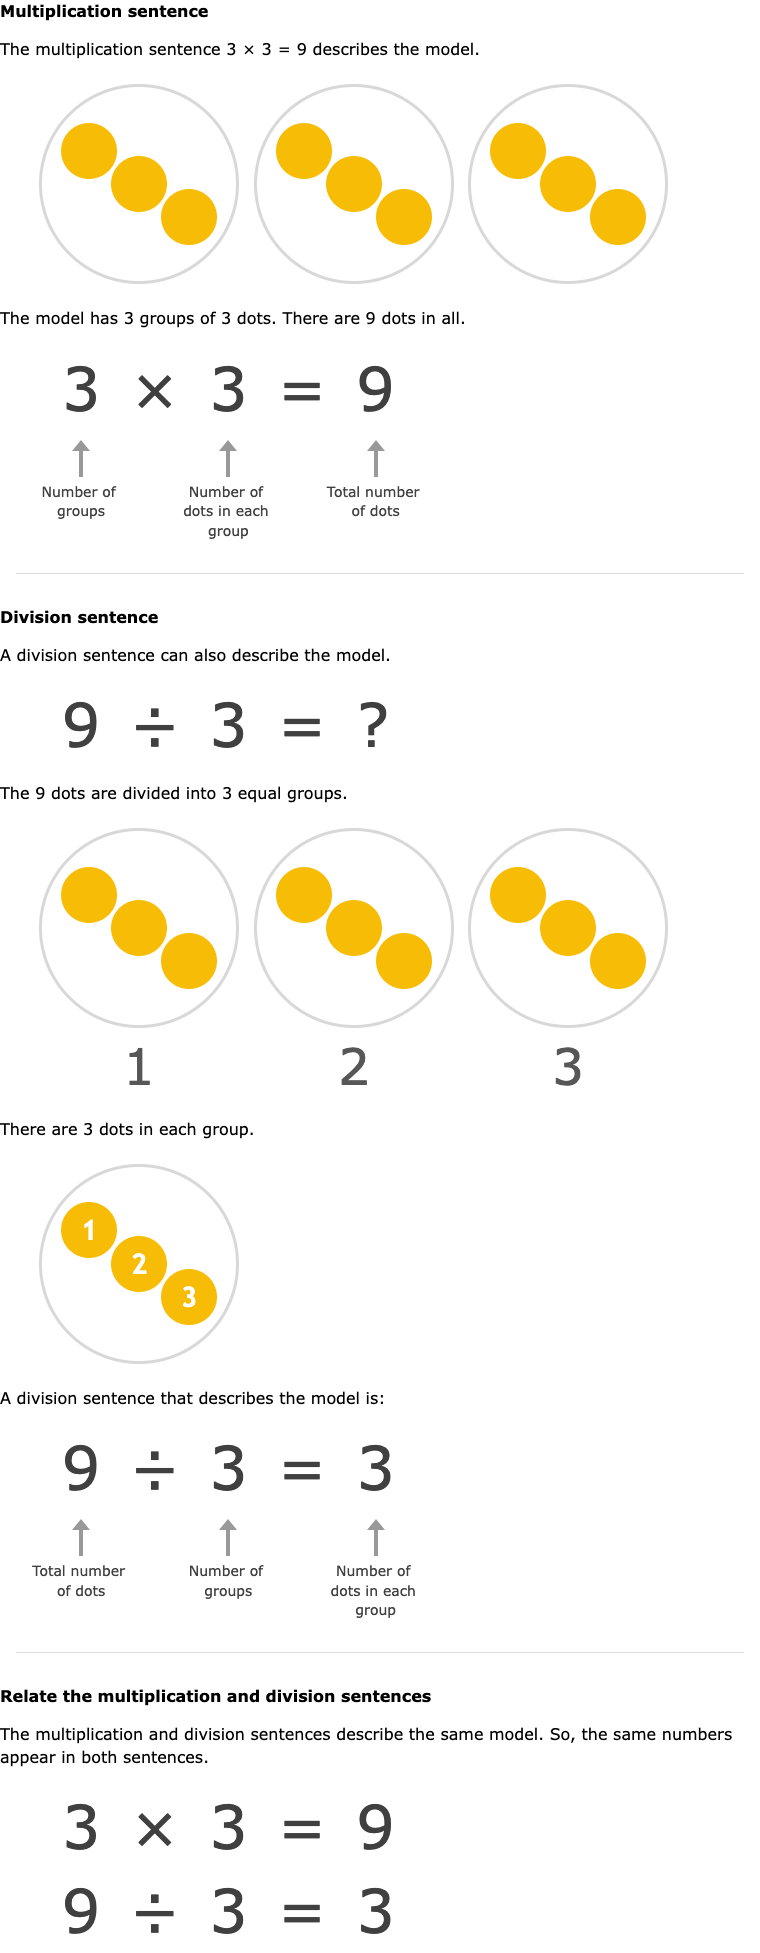 Multiplication sentence
The multiplication sentence 3 × 3 = 9 describes the model.
The model has 3 groups of 3 dots. There are 9 dots in all.
3 × 3 = 9
Number of groups
Number of dots in each group
Total number of dots
Division sentence
A division sentence can also describe the model.
9 ÷ 3 = ?
The 9 dots are divided into 3 equal groups.
1 2 3
There are 3 dots in each group.
1
2
3
A division sentence that describes the model is:
9 ÷ 3 = 3
Total number of dots
Number of groups
Number of dots in each group
Relate the multiplication and division sentences
The multiplication and division sentences describe the same model. So, the same numbers
appear in both sentences.
3 × 3 = 9
9 ÷ 3 = 3